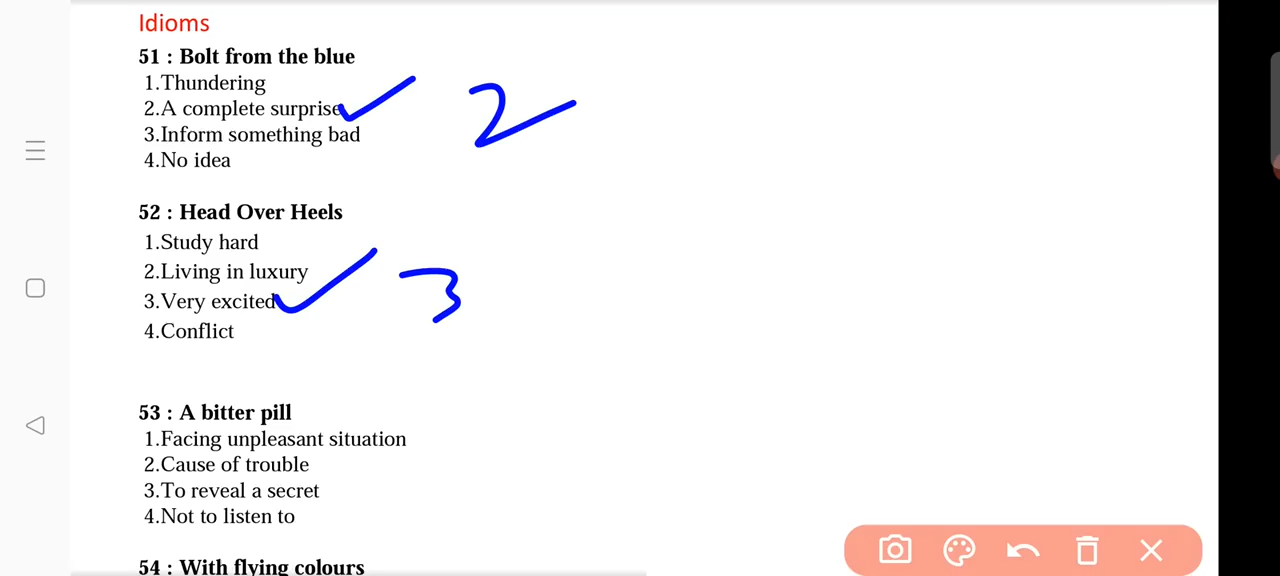 Idioms
51 : Bolt from the blue
1.Thundering
2.A complete surprise
2
3.Inform something bad
4.No idea
52 : Head Over Heels
1.Study hard
2.Living in luxury
3.Very excited
3
4.Conflict
53 : A bitter pill
1.Facing unpleasant situation
2.Cause of trouble
3.To reveal a secret
4.Not to listen to
54 : With flying colours